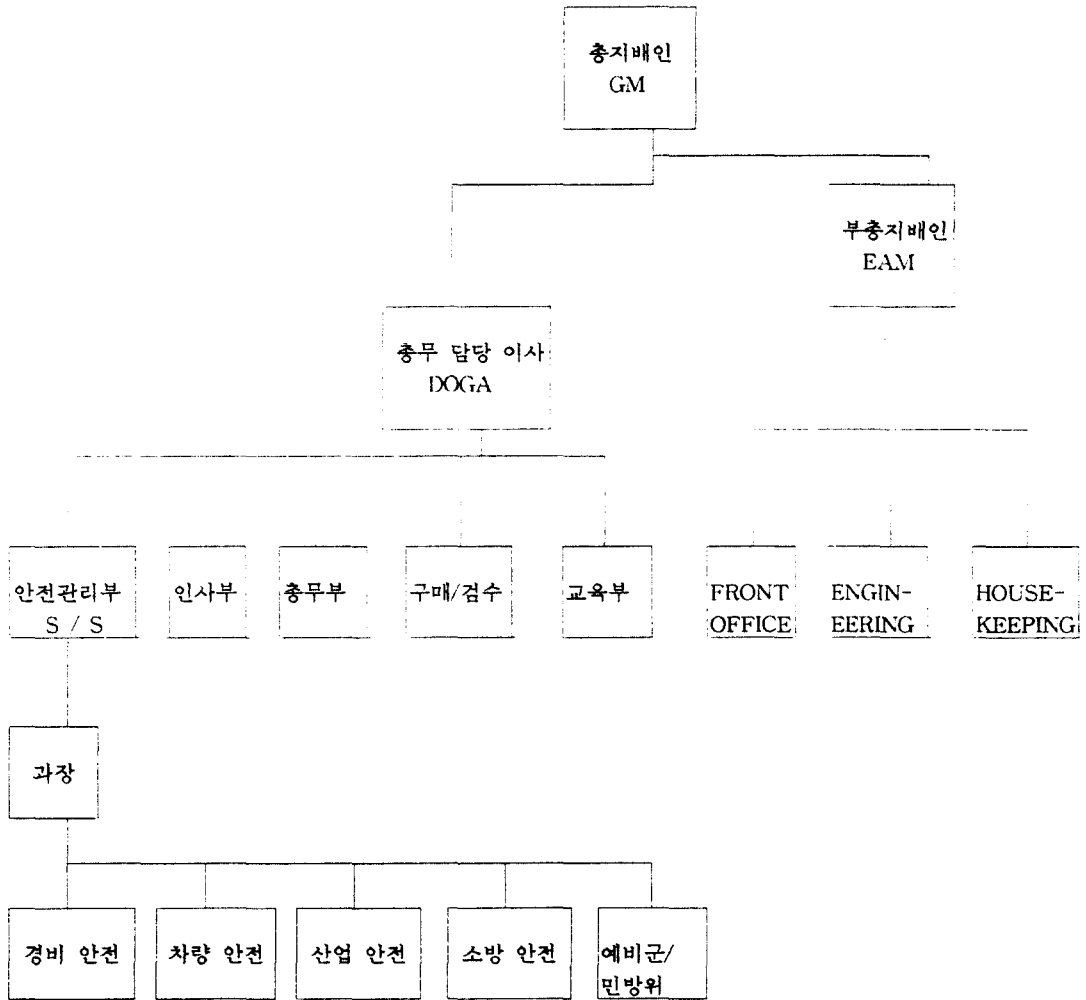 총지배인
GM
부총지배인
EAM
총무 담당 이사
DOGA
안전관리부
S / S
인사부
총무부
구매/검수
교육부
FRONT
OFFICE
ENGIN-
EERING
HOUSE-
KEEPING
과장
경비 안전
차량 안전
산업 안전
소방 안전
예비군/
민방위